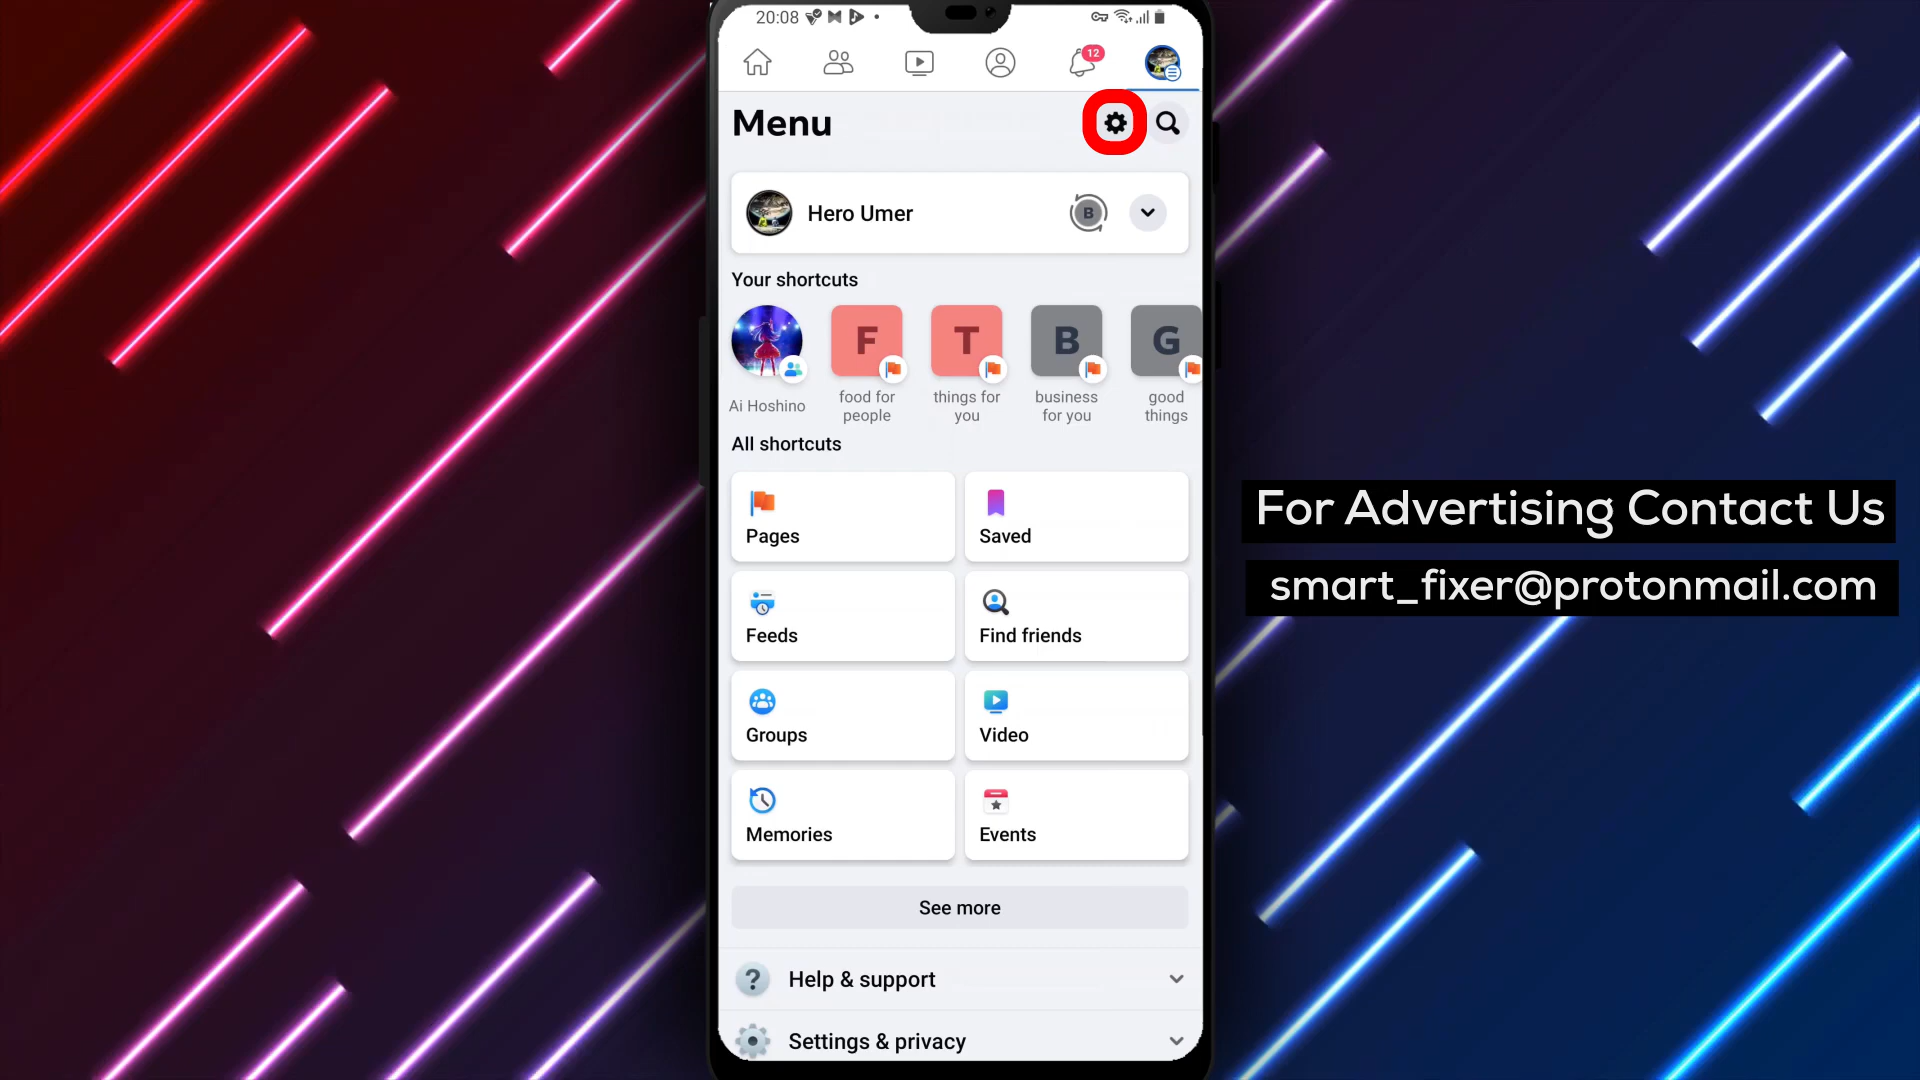 20:08
12
Menu
Hero Umer
B
Your shortcuts
F T B G
Ai Hoshino
food for people
things for you
business for you
good things
All shortcuts
Pages
Saved
Feeds
Find friends
Groups
Video
Memories
Events
See more
? Help & support
Settings & privacy
For Advertising Contact Us
smart_fixer@protonmail.com